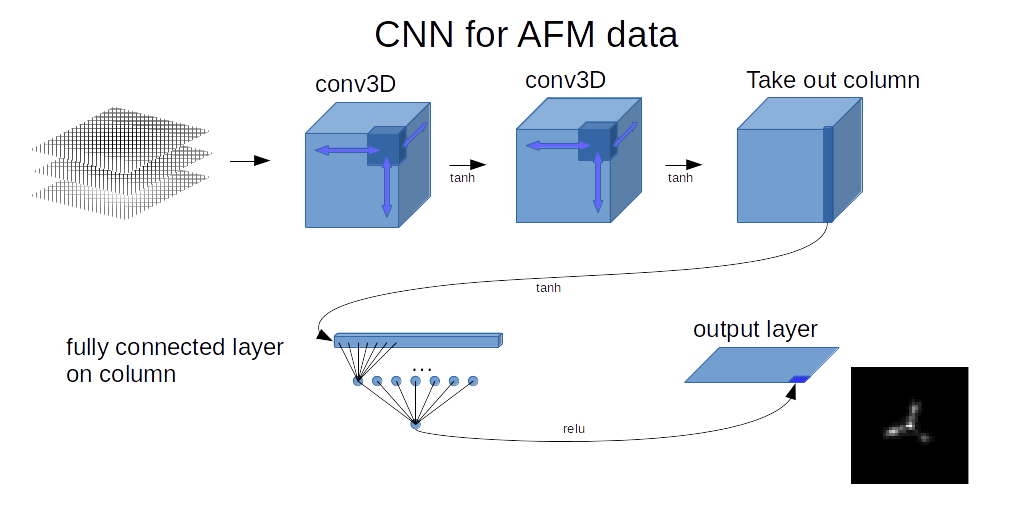 CNN for AFM data
conv3D
conv3D
Take out column
tanh
tanh
tanh
fully connected layer
on column
...
output layer
relu